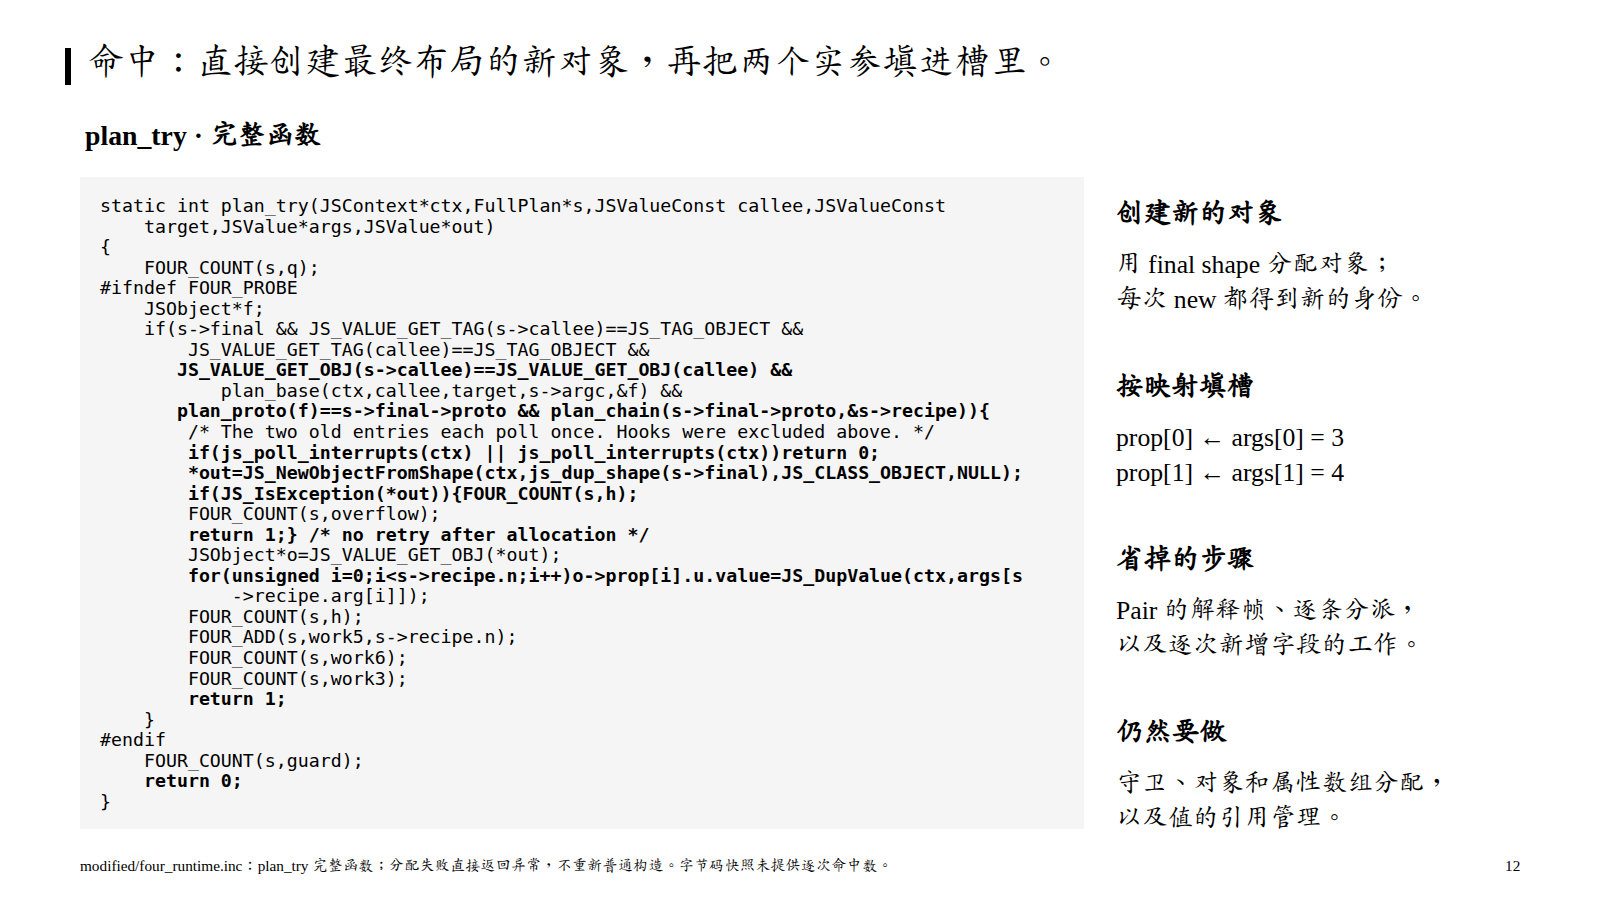 命中：直接创建最终布局的新对象，再把两个实参填进槽里。
plan_try · 完整函数
static int plan_try(JSContext*ctx,FullPlan*s,JSValueConst callee,JSValueConst
    target,JSValue*args,JSValue*out)
{
    FOUR_COUNT(s,q);
#ifndef FOUR_PROBE
    JSObject*f;
    if(s->final && JS_VALUE_GET_TAG(s->callee)==JS_TAG_OBJECT &&
        JS_VALUE_GET_TAG(callee)==JS_TAG_OBJECT &&
       JS_VALUE_GET_OBJ(s->callee)==JS_VALUE_GET_OBJ(callee) &&
           plan_base(ctx,callee,target,s->argc,&f) &&
       plan_proto(f)==s->final->proto && plan_chain(s->final->proto,&s->recipe)){
        /* The two old entries each poll once. Hooks were excluded above. */
        if(js_poll_interrupts(ctx) || js_poll_interrupts(ctx))return 0;
        *out=JS_NewObjectFromShape(ctx,js_dup_shape(s->final),JS_CLASS_OBJECT,NULL);
        if(JS_IsException(*out)){FOUR_COUNT(s,h);
        FOUR_COUNT(s,overflow);
        return 1;} /* no retry after allocation */
        JSObject*o=JS_VALUE_GET_OBJ(*out);
        for(unsigned i=0;i<s->recipe.n;i++)o->prop[i].u.value=JS_DupValue(ctx,args[s
            ->recipe.arg[i]]);
        FOUR_COUNT(s,h);
        FOUR_ADD(s,work5,s->recipe.n);
        FOUR_COUNT(s,work6);
        FOUR_COUNT(s,work3);
        return 1;
    }
#endif
    FOUR_COUNT(s,guard);
    return 0;
}
创建新的对象
用 final shape 分配对象；
每次 new 都得到新的身份。
按映射填槽
prop[0] ← args[0] = 3
prop[1] ← args[1] = 4
省掉的步骤
Pair 的解释帧、逐条分派，
以及逐次新增字段的工作。
仍然要做
守卫、对象和属性数组分配，
以及值的引用管理。
modified/four_runtime.inc：plan_try 完整函数；分配失败直接返回异常，不重新普通构造。字节码快照未提供逐次命中数。
12